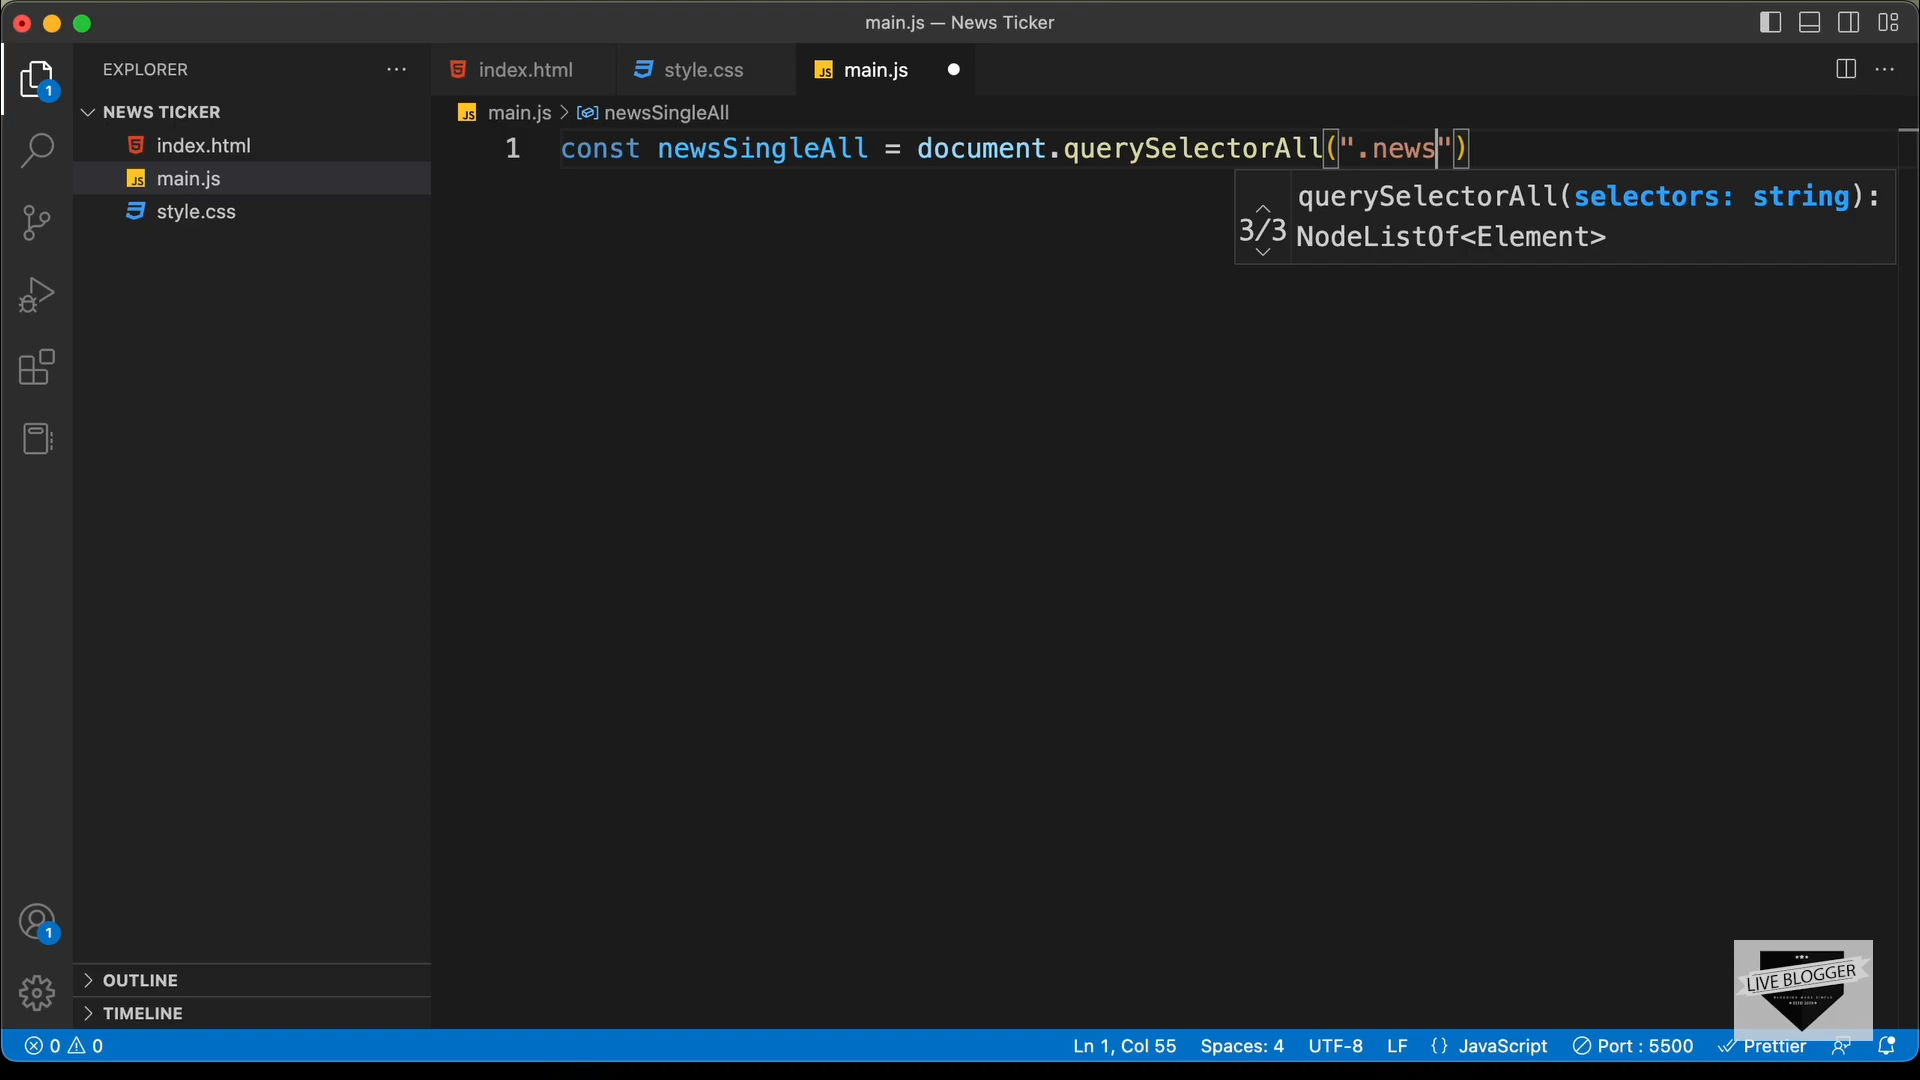 main.js — News Ticker
EXPLORER
index.html
style.css
main.js
1
NEWS TICKER
main.js > newsSingleAll
index.html
main.js
style.css
1 const newsSingleAll = document.querySelectorAll(".news")
querySelectorAll(selectors: string):
3/3 NodeListOf<Element>
1
OUTLINE
TIMELINE
LIVE BLOGGER
0 0
Ln 1, Col 55 Spaces: 4 UTF-8 LF {} JavaScript Port : 5500 Prettier